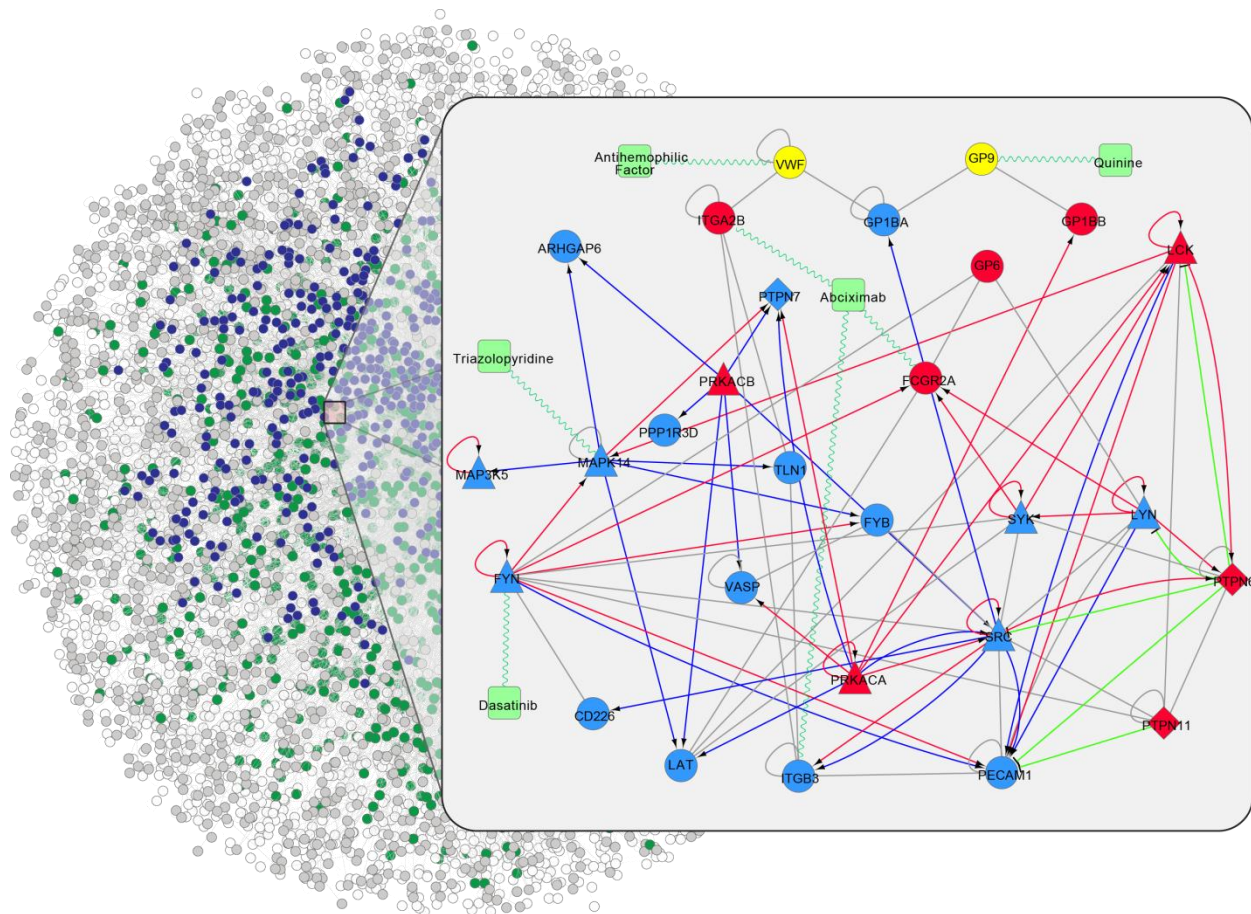 Antihemophilic
Factor
VWF
GP9
Quinine
ITGA2B
GP1BA
GP1BB
ARHGAP6
LCK
GP6
PTPN7
Abciximab
Triazolopyridine
PRKACB
FCGR2A
PPP1R3D
MAPK14
TLN1
MAP3K5
FYB
SYK
LYN
FYN
VASP
PTPN6
SRC
PRKACA
Dasatinib
CD226
PTPN11
LAT
ITGB3
PECAM1